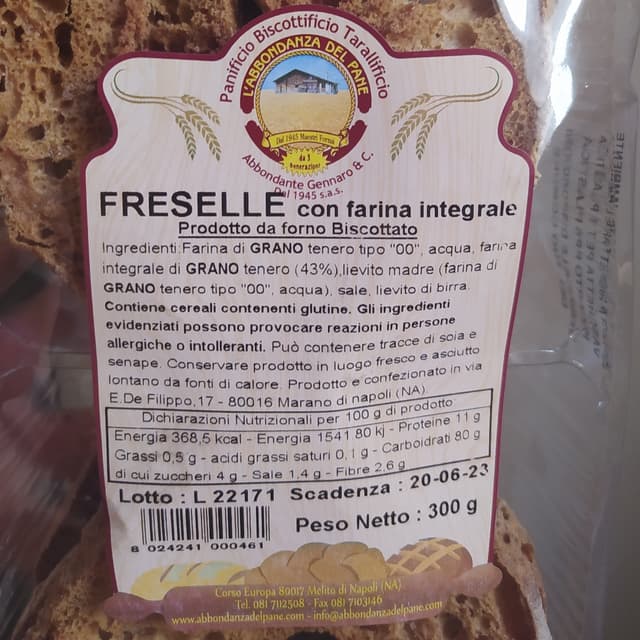 Panificio Biscottificio Tarallificio
L'ABBONDANZA DEL PANE
Dal 1945 Maestri Fornai
da 3 generazioni
Abbondante Gennaro & C.
Dal 1945 s.a.s.
FRESELLE con farina integrale
Prodotto da forno Biscottato
Ingredienti:Farina di GRANO tenero tipo "00", acqua, farina
integrale di GRANO tenero (43%),lievito madre (farina di
GRANO tenero tipo "00", acqua), sale, lievito di birra.
Contiene cereali contenenti glutine. Gli ingredienti
evidenziati possono provocare reazioni in persone
allergiche o intolleranti. Può contenere tracce di soia e
senape. Conservare prodotto in luogo fresco e asciutto
lontano da fonti di calore. Prodotto e confezionato in via
E.De Filippo,17 - 80016 Marano di napoli (NA)
Dichiarazioni Nutrizionali per 100 g di prodotto:
Energia 368,5 kcal - Energia 1541 80 kj - Proteine 11 g
Grassi 0,5 g - acidi grassi saturi 0,1 g - Carboidrati 80 g
di cui zuccheri 4 g - Sale 1,4 g - Fibre 2,6 g
Lotto : L 22171 Scadenza : 20-06-23
Peso Netto : 300 g
8 024241 000461
Corso Europa 80017 Melito di Napoli (NA)
Tel. 081 7112508 - Fax 081 7103146
www.abbondanzadelpane.com - info@abbondanzadelpane.com